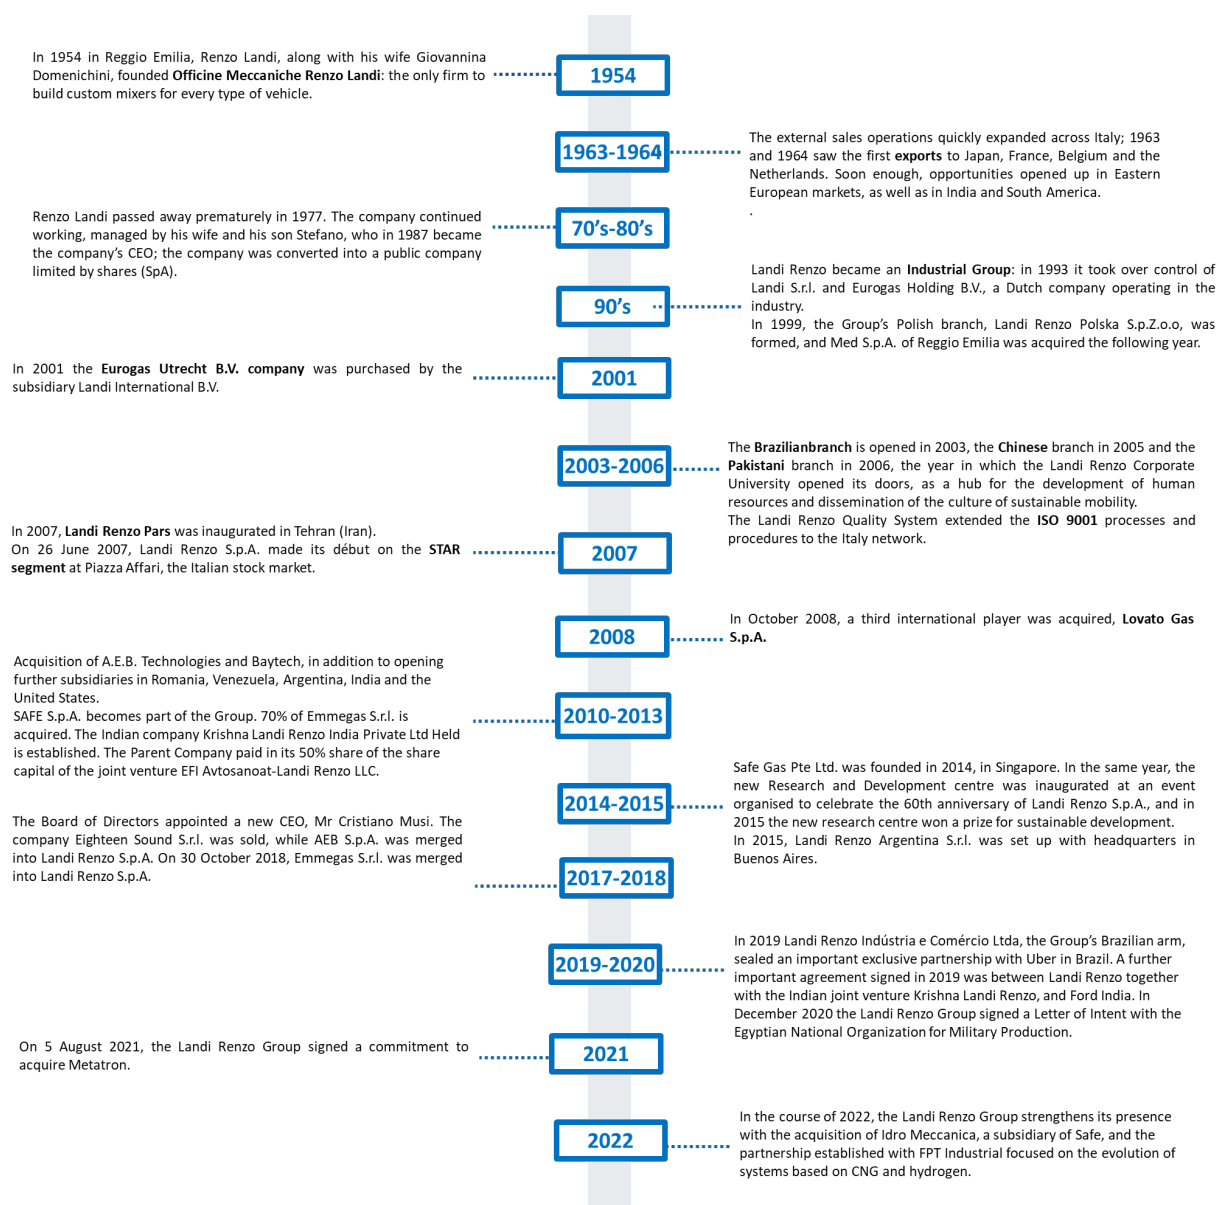 In 1954 in Reggio Emilia, Renzo Landi, along with his wife Giovannina
Domenichini, founded Officine Meccaniche Renzo Landi: the only firm to
build custom mixers for every type of vehicle.
1954
1963-1964
The external sales operations quickly expanded across Italy; 1963
and 1964 saw the first exports to Japan, France, Belgium and the
Netherlands. Soon enough, opportunities opened up in Eastern
European markets, as well as in India and South America.
.
Renzo Landi passed away prematurely in 1977. The company continued
working, managed by his wife and his son Stefano, who in 1987 became
the company's CEO; the company was converted into a public company
limited by shares (SpA).
70's-80's
90's
Landi Renzo became an Industrial Group: in 1993 it took over control of
Landi S.r.l. and Eurogas Holding B.V., a Dutch company operating in the
industry.
In 1999, the Group's Polish branch, Landi Renzo Polska S.p.Z.o.o, was
formed, and Med S.p.A. of Reggio Emilia was acquired the following year.
In 2001 the Eurogas Utrecht B.V. company was purchased by the
subsidiary Landi International B.V.
2001
2003-2006
The Brazilianbranch is opened in 2003, the Chinese branch in 2005 and the
Pakistani branch in 2006, the year in which the Landi Renzo Corporate
University opened its doors, as a hub for the development of human
resources and dissemination of the culture of sustainable mobility.
The Landi Renzo Quality System extended the ISO 9001 processes and
procedures to the Italy network.
In 2007, Landi Renzo Pars was inaugurated in Tehran (Iran).
On 26 June 2007, Landi Renzo S.p.A. made its début on the STAR
segment at Piazza Affari, the Italian stock market.
2007
2008
In October 2008, a third international player was acquired, Lovato Gas
S.p.A.
Acquisition of A.E.B. Technologies and Baytech, in addition to opening
further subsidiaries in Romania, Venezuela, Argentina, India and the
United States.
SAFE S.p.A. becomes part of the Group. 70% of Emmegas S.r.l. is
acquired. The Indian company Krishna Landi Renzo India Private Ltd Held
is established. The Parent Company paid in its 50% share of the share
capital of the joint venture EFI Avtosanoat-Landi Renzo LLC.
2010-2013
2014-2015
Safe Gas Pte Ltd. was founded in 2014, in Singapore. In the same year, the
new Research and Development centre was inaugurated at an event
organised to celebrate the 60th anniversary of Landi Renzo S.p.A., and in
2015 the new research centre won a prize for sustainable development.
In 2015, Landi Renzo Argentina S.r.l. was set up with headquarters in
Buenos Aires.
The Board of Directors appointed a new CEO, Mr Cristiano Musi. The
company Eighteen Sound S.r.l. was sold, while AEB S.p.A. was merged
into Landi Renzo S.p.A. On 30 October 2018, Emmegas S.r.l. was merged
into Landi Renzo S.p.A.
2017-2018
2019-2020
In 2019 Landi Renzo Indústria e Comércio Ltda, the Group's Brazilian arm,
sealed an important exclusive partnership with Uber in Brazil. A further
important agreement signed in 2019 was between Landi Renzo together
with the Indian joint venture Krishna Landi Renzo, and Ford India. In
December 2020 the Landi Renzo Group signed a Letter of Intent with the
Egyptian National Organization for Military Production.
On 5 August 2021, the Landi Renzo Group signed a commitment to
acquire Metatron.
2021
2022
In the course of 2022, the Landi Renzo Group strengthens its presence
with the acquisition of Idro Meccanica, a subsidiary of Safe, and the
partnership established with FPT Industrial focused on the evolution of
systems based on CNG and hydrogen.